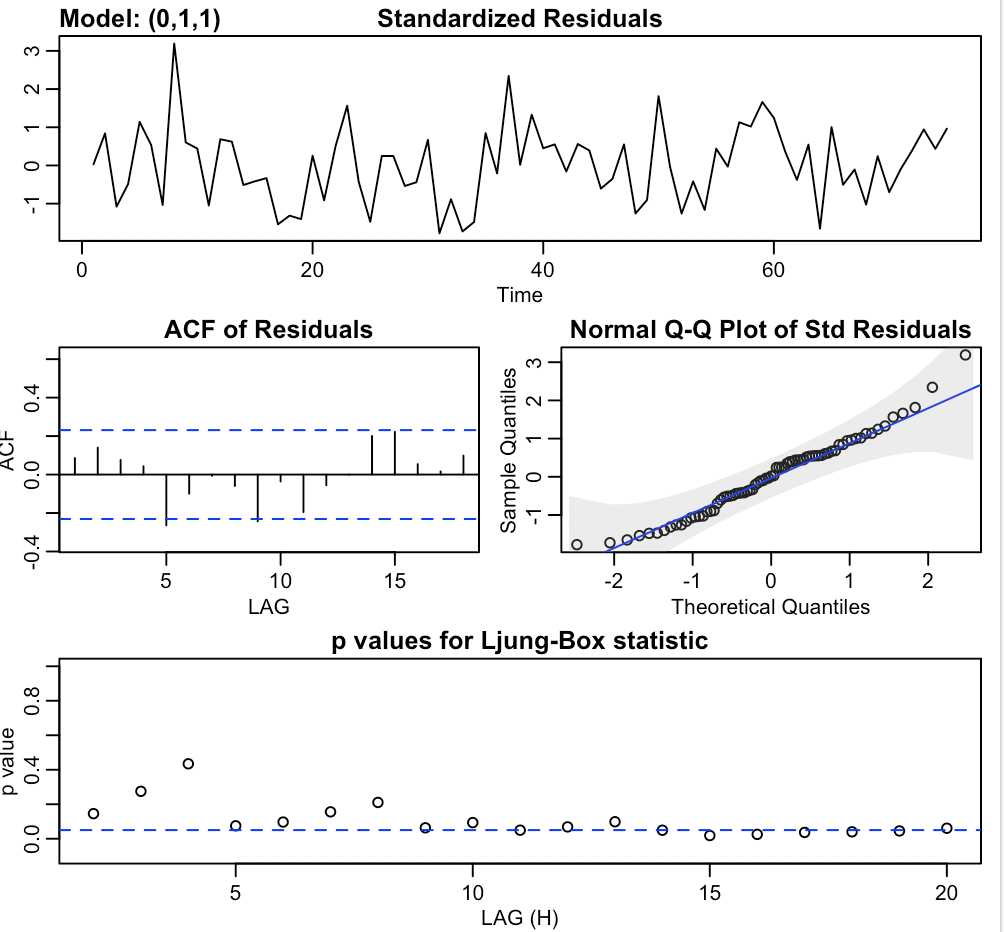 Model: (0,1,1) Standardized Residuals
3
2
1
0
-1
0 20 40 60
Time
ACF of Residuals
ACF
0.4
0.0
-0.4
5 10 15
LAG
Normal Q-Q Plot of Std Residuals
Sample Quantiles
3
2
1
0
-1
-2 -1 0 1 2
Theoretical Quantiles
p values for Ljung-Box statistic
p value
0.8
0.4
0.0
5 10 15 20
LAG (H)